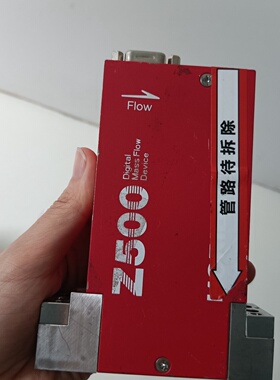 Flow
Z500
Digital
Mass Flow
Device
管路待拆除